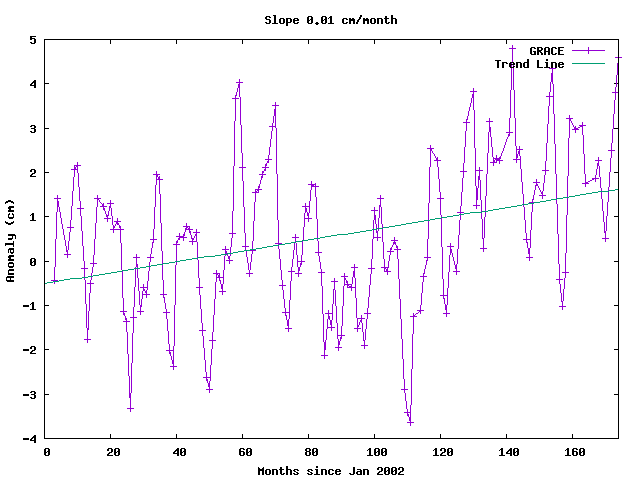 Slope 0.01 cm/month
GRACE
Trend Line
5
4
3
2
1
0
-1
-2
-3
-4
Anomaly (cm)
0 20 40 60 80 100 120 140 160
Months since Jan 2002